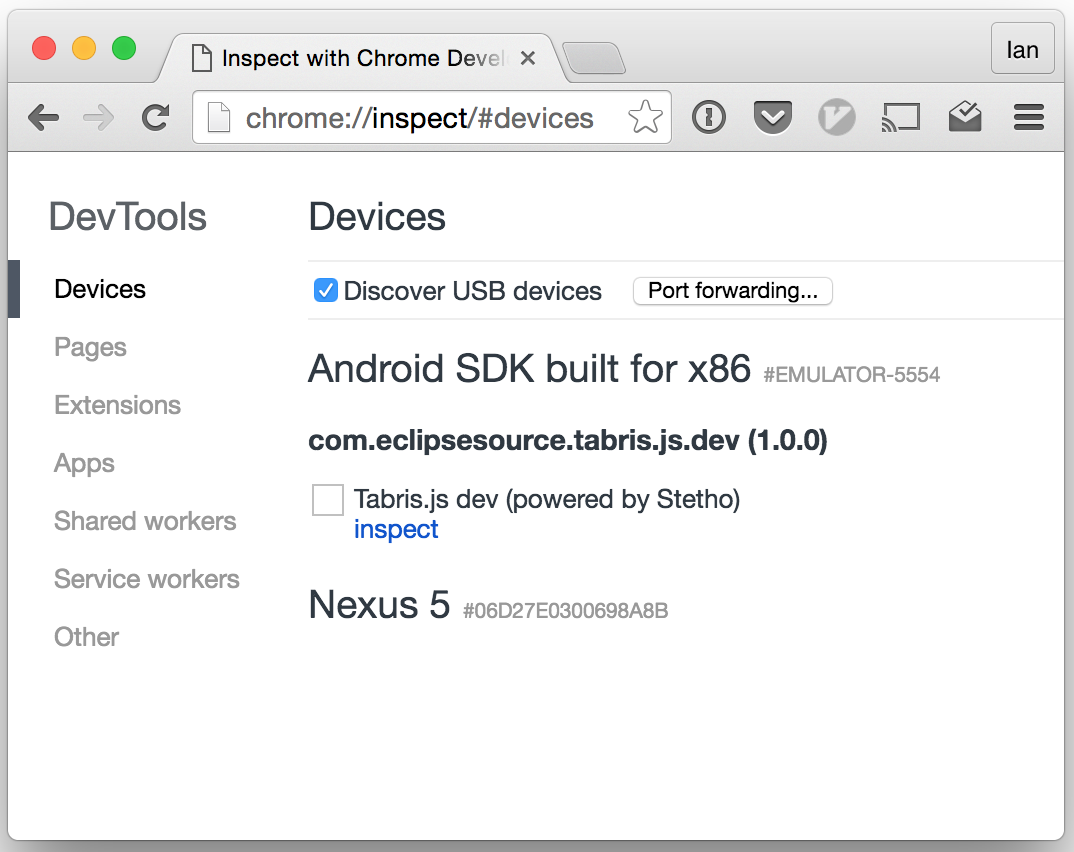 Inspect with Chrome Devel
Ian
chrome://inspect/#devices
DevTools
Devices
Pages
Extensions
Apps
Shared workers
Service workers
Other
Devices
Discover USB devices
Port forwarding...
Android SDK built for x86 #EMULATOR-5554
com.eclipsesource.tabris.js.dev (1.0.0)
Tabris.js dev (powered by Stetho)
inspect
Nexus 5 #06D27E0300698A8B